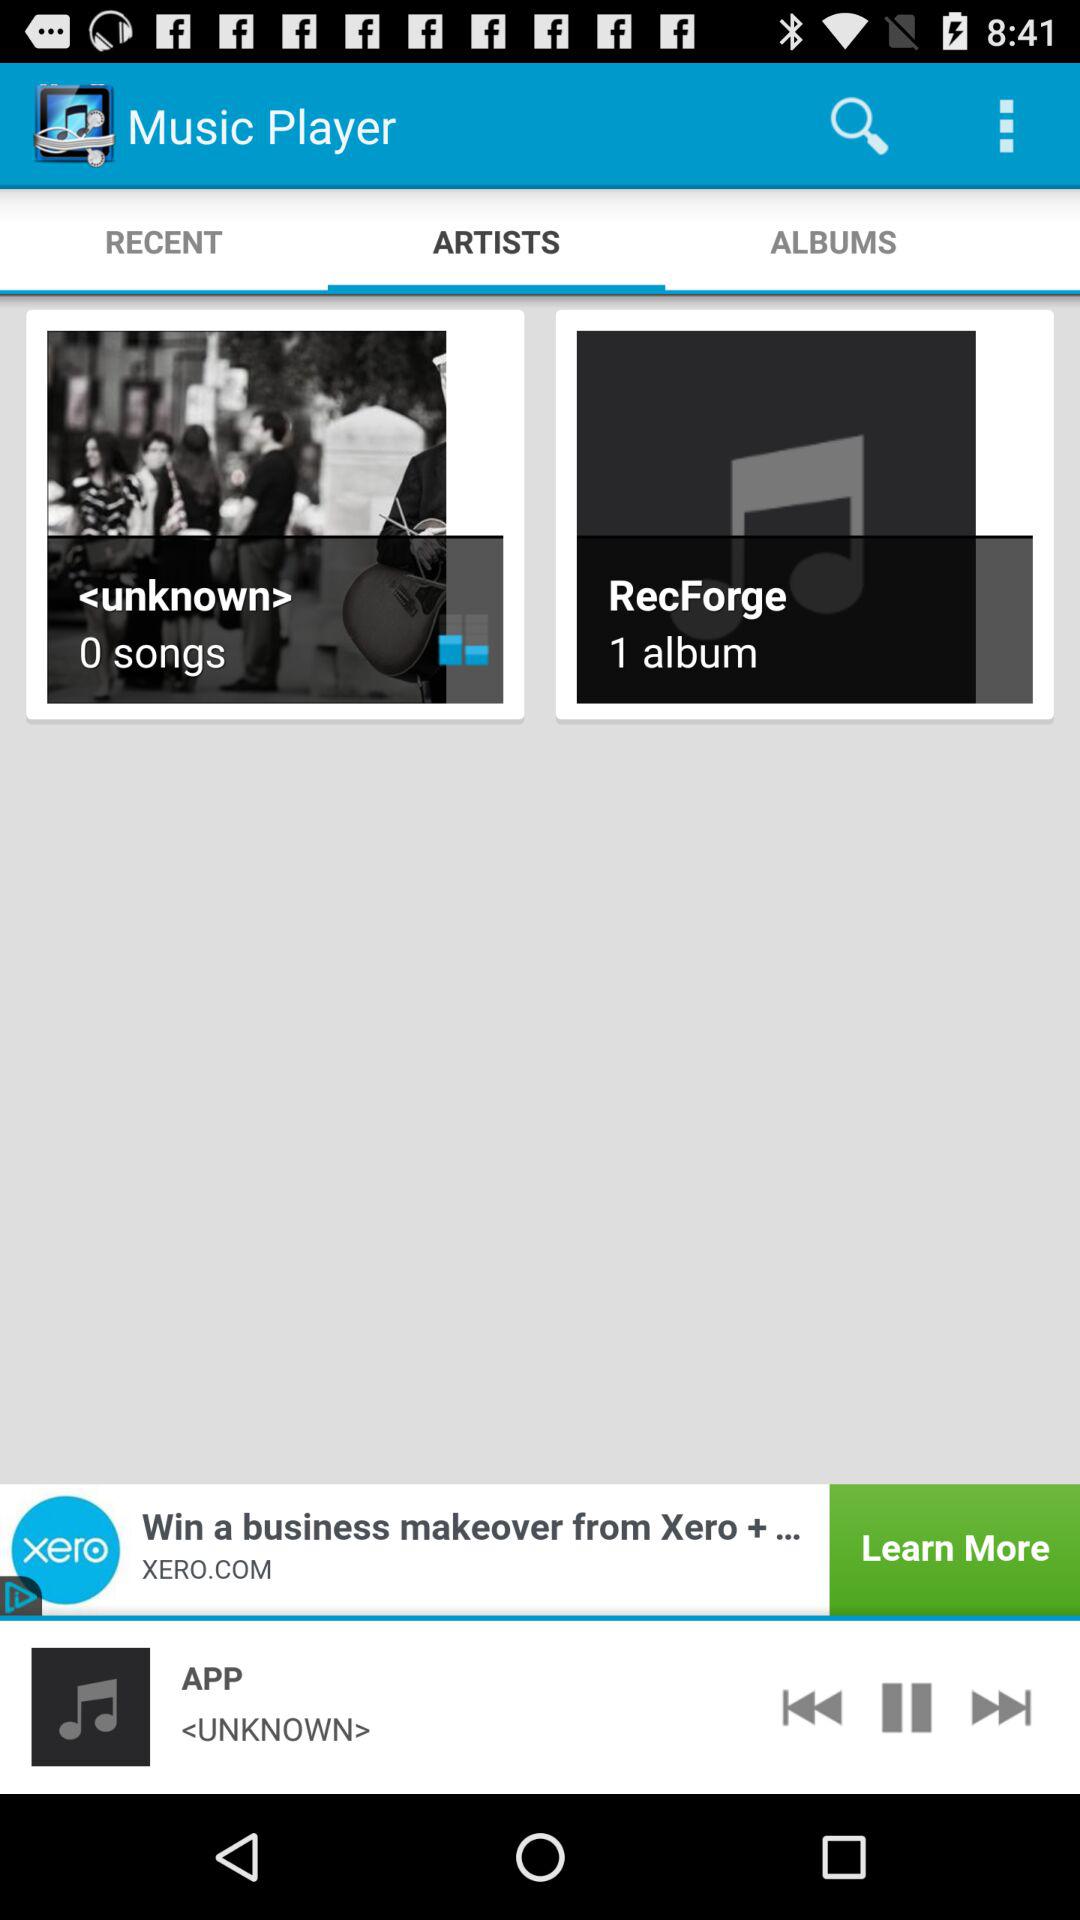 8:41
Music Player
RECENT ARTISTS ALBUMS
<unknown>
0 songs
RecForge
1 album
xero
Win a business makeover from Xero + ...
XERO.COM
Learn More
APP
<UNKNOWN>